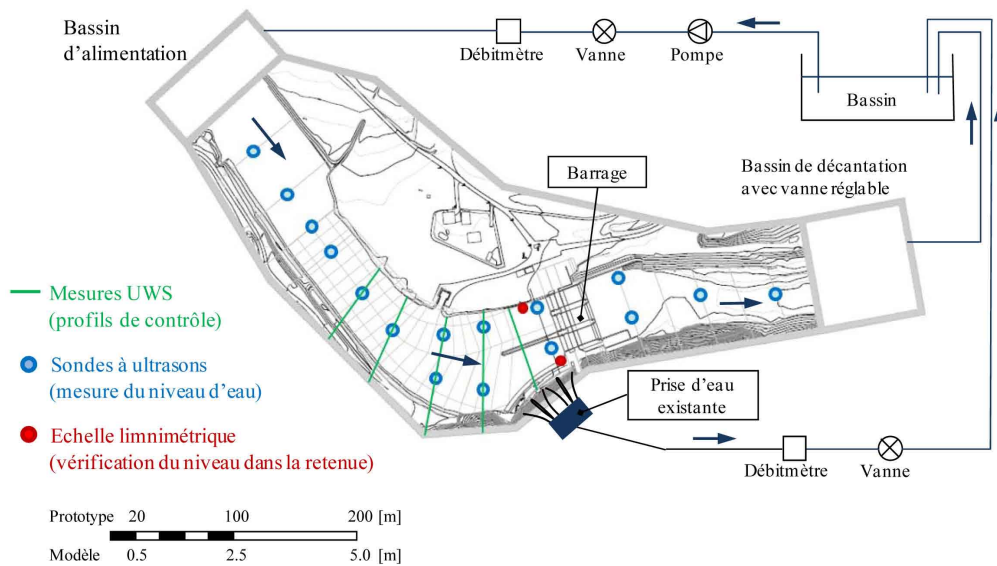 Bassin
d'alimentation
Débitmètre
Vanne
Pompe
Bassin
Bassin de décantation
avec vanne réglable
Barrage
Mesures UWS
(profils de contrôle)
Sondes à ultrasons
(mesure du niveau d'eau)
Echelle limnimétrique
(vérification du niveau dans la retenue)
Prise d'eau
existante
Débitmètre
Vanne
Prototype 20 100 200 [m]
Modèle 0.5 2.5 5.0 [m]